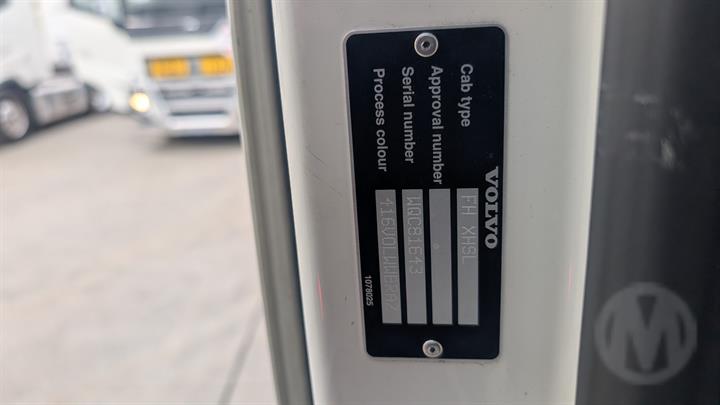 VOLVO
Cab type FH XHSL
Approval number
Serial number WQC81643
Process colour
1078025
M